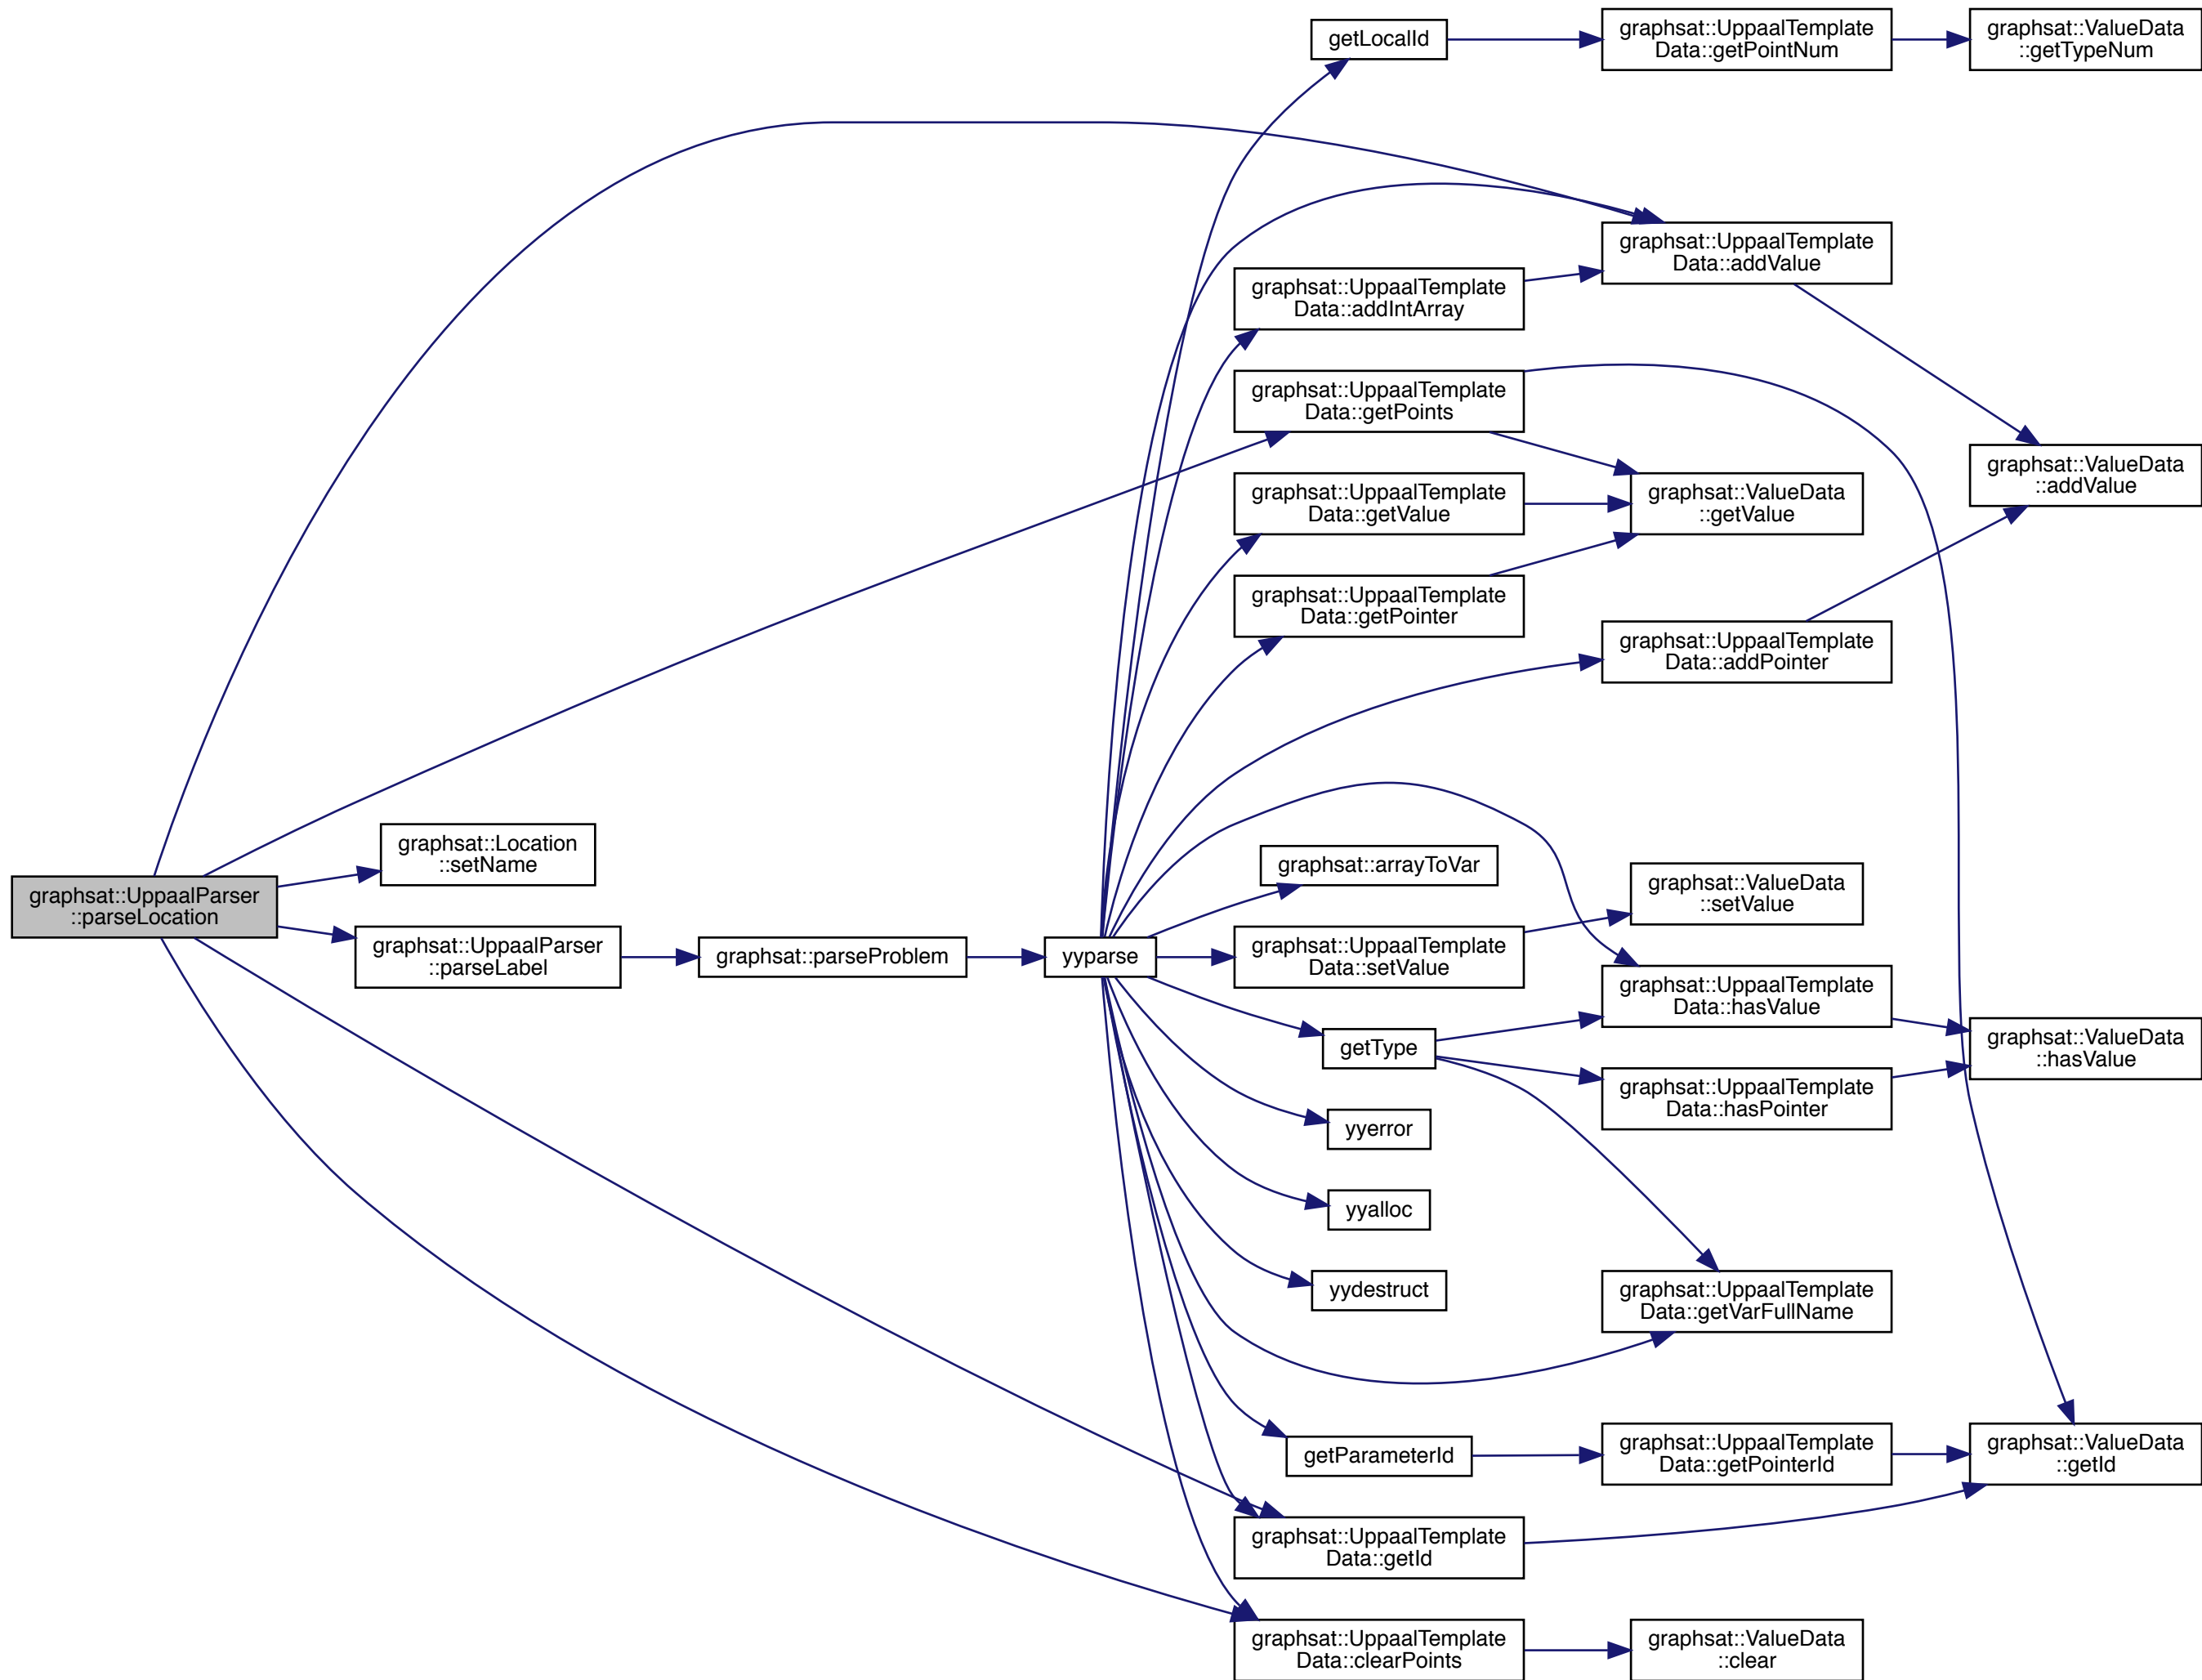 getLocalId
graphsat::UppaalTemplate
Data::getPointNum
graphsat::ValueData
::getTypeNum
graphsat::UppaalTemplate
Data::addValue
graphsat::UppaalTemplate
Data::addIntArray
graphsat::UppaalTemplate
Data::getPoints
graphsat::ValueData
::addValue
graphsat::UppaalTemplate
Data::getValue
graphsat::ValueData
::getValue
graphsat::UppaalTemplate
Data::getPointer
graphsat::UppaalTemplate
Data::addPointer
graphsat::Location
::setName
graphsat::arrayToVar
graphsat::ValueData
::setValue
graphsat::UppaalParser
::parseLocation
graphsat::UppaalParser
::parseLabel
graphsat::parseProblem
yyparse
graphsat::UppaalTemplate
Data::setValue
graphsat::UppaalTemplate
Data::hasValue
getType
graphsat::ValueData
::hasValue
graphsat::UppaalTemplate
Data::hasPointer
yyerror
yyalloc
yydestruct
graphsat::UppaalTemplate
Data::getVarFullName
getParameterId
graphsat::UppaalTemplate
Data::getPointerId
graphsat::ValueData
::getId
graphsat::UppaalTemplate
Data::getId
graphsat::UppaalTemplate
Data::clearPoints
graphsat::ValueData
::clear